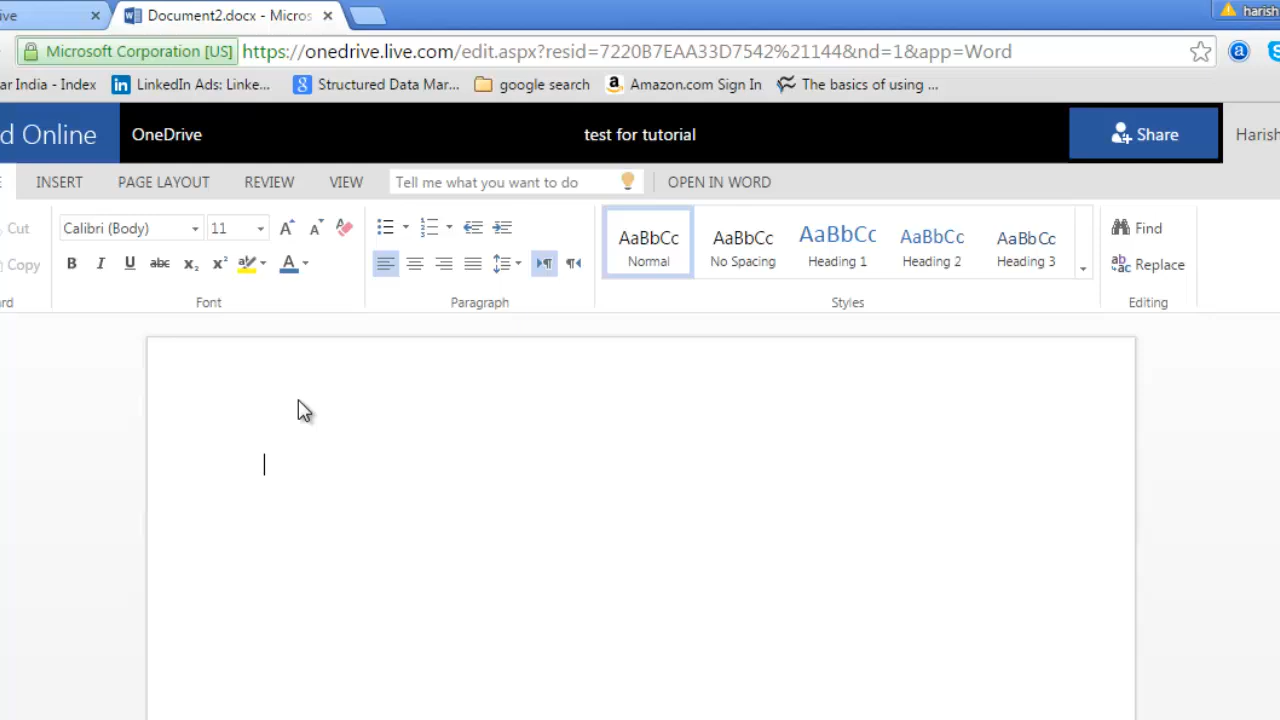 ive
Document2.docx - Micros
harish
Microsoft Corporation [US]
https://onedrive.live.com/edit.aspx?resid=7220B7EAA33D7542%21144&nd=1&app=Word
ar India - Index
LinkedIn Ads: Linke...
Structured Data Mar...
google search
Amazon.com Sign In
The basics of using ...
d Online
OneDrive
test for tutorial
Share
Harish
E
INSERT
PAGE LAYOUT
REVIEW
VIEW
Tell me what you want to do
OPEN IN WORD
Cut
Copy
rd
Calibri (Body)
11
B
I
U
abc
x₂
x²
A
Font
Paragraph
AaBbCc
Normal
AaBbCc
No Spacing
AaBbCc
Heading 1
AaBbCc
Heading 2
AaBbCc
Heading 3
Styles
Find
Replace
Editing